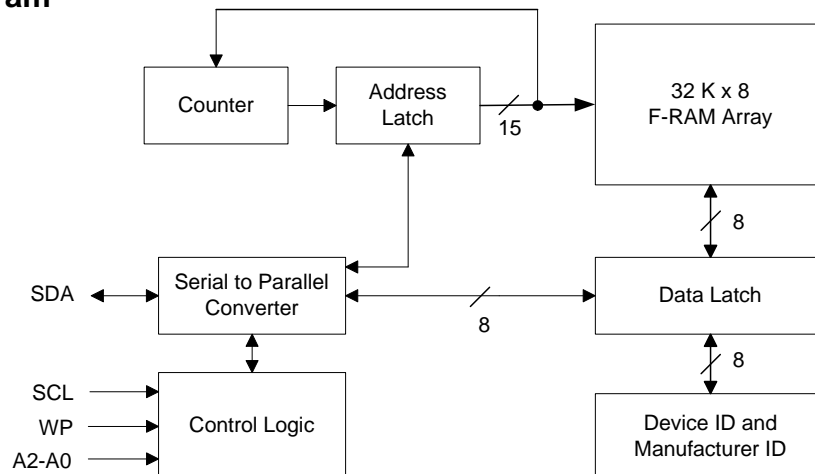 Counter
Address
Latch
15
32 K x 8
F-RAM Array
8
SDA
Serial to Parallel
Converter
8
Data Latch
8
SCL
WP
A2-A0
Control Logic
Device ID and
Manufacturer ID